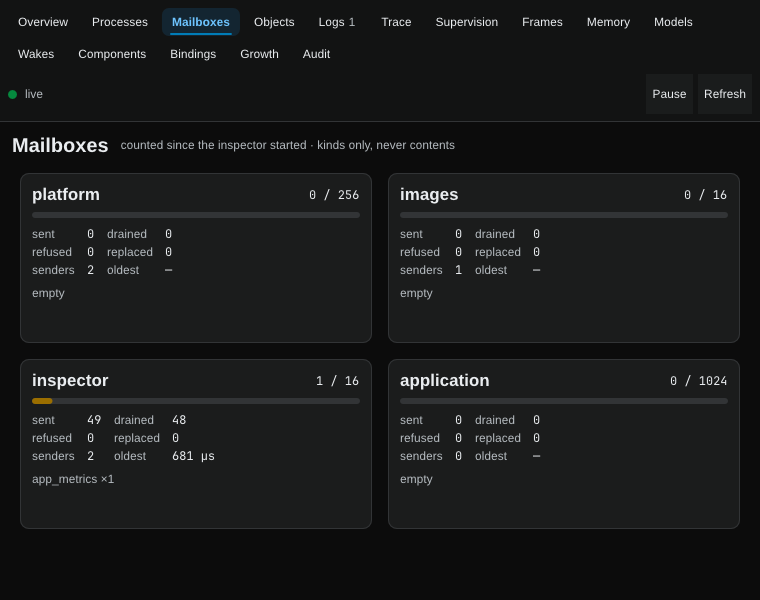 Overview Processes Mailboxes Objects Logs 1 Trace Supervision Frames Memory Models
Wakes Components Bindings Growth Audit
live Pause Refresh
Mailboxes counted since the inspector started · kinds only, never contents
platform 0 / 256
sent 0 drained 0
refused 0 replaced 0
senders 2 oldest —
empty
images 0 / 16
sent 0 drained 0
refused 0 replaced 0
senders 1 oldest —
empty
inspector 1 / 16
sent 49 drained 48
refused 0 replaced 0
senders 2 oldest 681 µs
app_metrics ×1
application 0 / 1024
sent 0 drained 0
refused 0 replaced 0
senders 0 oldest —
empty